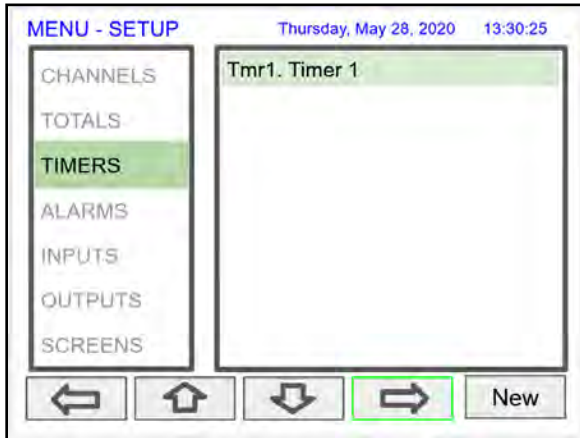 MENU - SETUP Thursday, May 28, 2020 13:30:25
CHANNELS
TOTALS
TIMERS
ALARMS
INPUTS
OUTPUTS
SCREENS
Tmr1. Timer 1
New